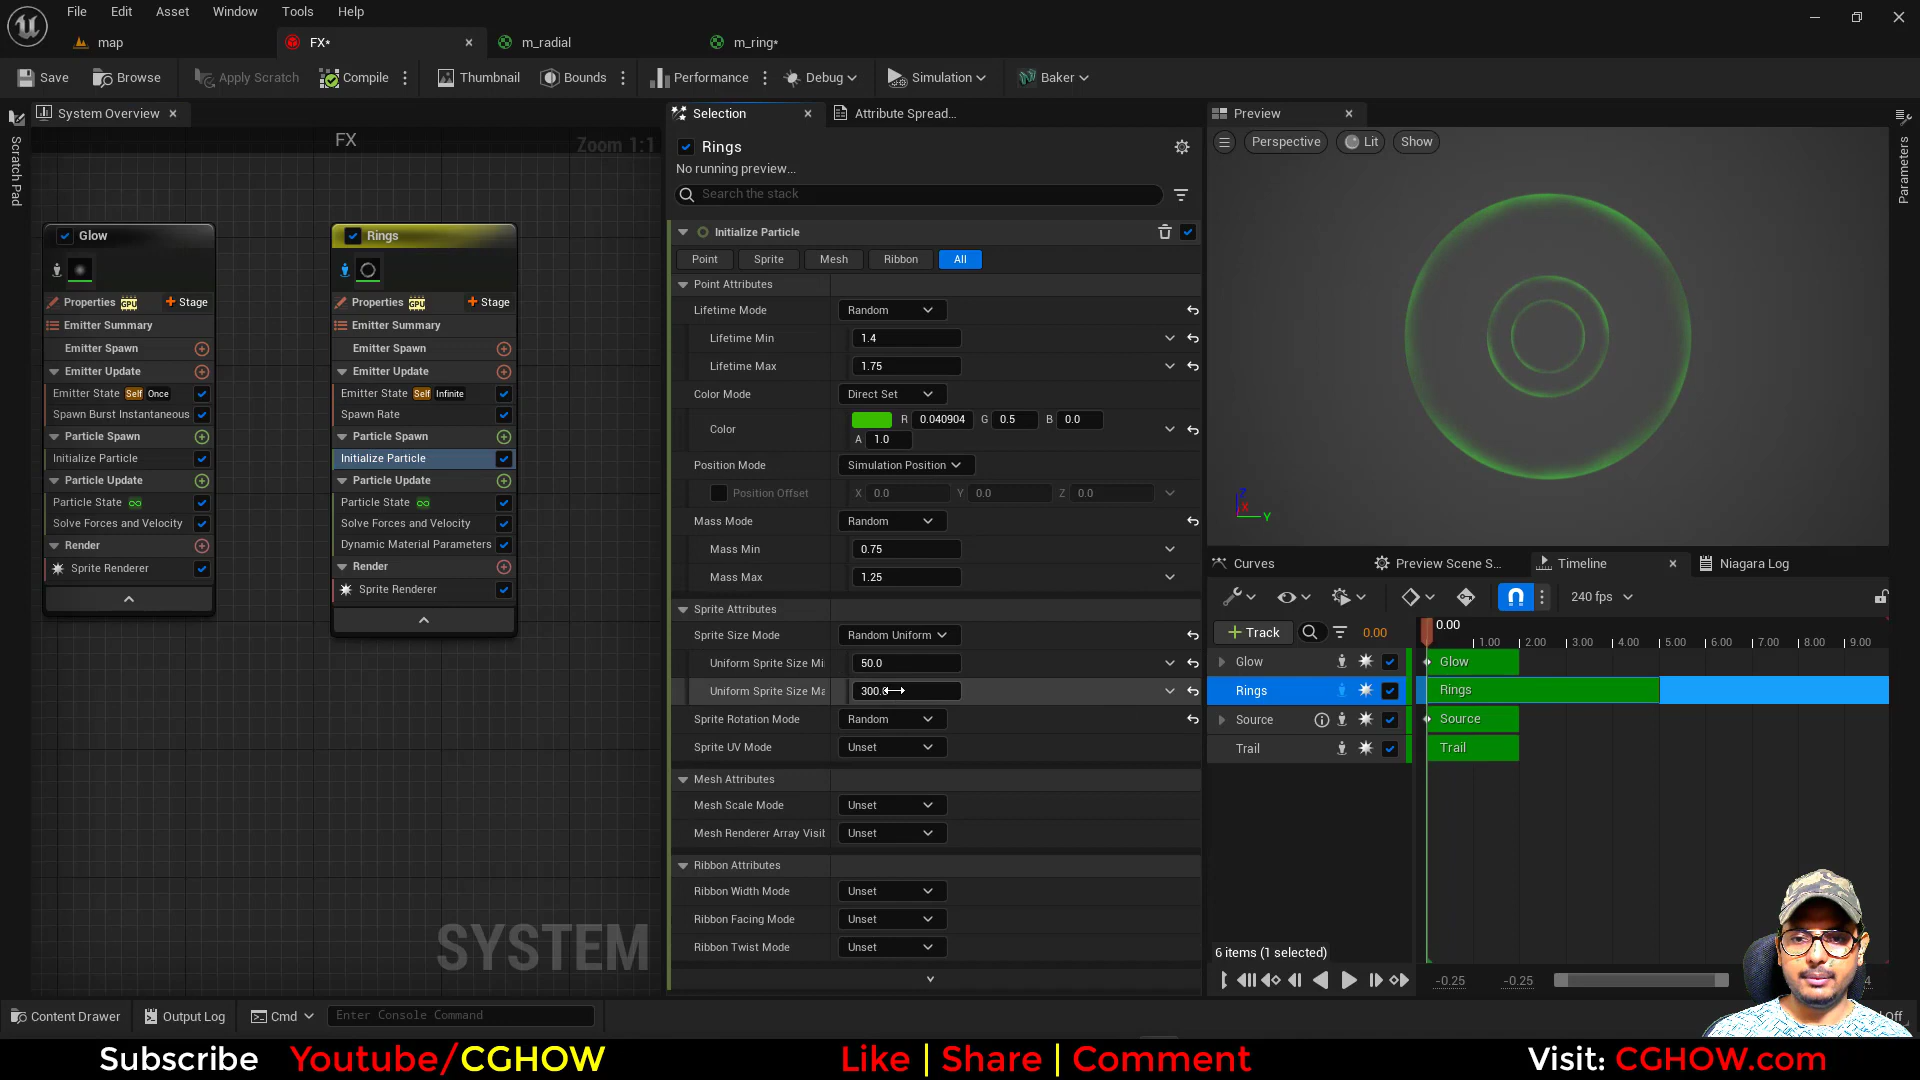 File Edit Asset Window Tools Help
map FX* m_radial m_ring*
Save Browse Apply Scratch Compile Thumbnail Bounds Performance Debug Simulation Baker
Scratch Pad
System Overview
FX
Zoom 1:1
Glow
Properties GPU Stage
Emitter Summary
Emitter Spawn
Emitter Update
Emitter State Self Once
Spawn Burst Instantaneous
Particle Spawn
Initialize Particle
Particle Update
Particle State
Solve Forces and Velocity
Render
Sprite Renderer
Rings
Properties GPU Stage
Emitter Summary
Emitter Spawn
Emitter Update
Emitter State Self Infinite
Spawn Rate
Particle Spawn
Initialize Particle
Particle Update
Particle State
Solve Forces and Velocity
Dynamic Material Parameters
Render
Sprite Renderer
SYSTEM
Selection Attribute Spread...
Rings
No running preview...
Search the stack
Initialize Particle
Point Sprite Mesh Ribbon All
Point Attributes
Lifetime Mode Random
Lifetime Min 1.4
Lifetime Max 1.75
Color Mode Direct Set
Color R 0.040904 G 0.5 B 0.0
A 1.0
Position Mode Simulation Position
Position Offset X 0.0 Y 0.0 Z 0.0
Mass Mode Random
Mass Min 0.75
Mass Max 1.25
Sprite Attributes
Sprite Size Mode Random Uniform
Uniform Sprite Size Mi 50.0
Uniform Sprite Size Ma 300.0
Sprite Rotation Mode Random
Sprite UV Mode Unset
Mesh Attributes
Mesh Scale Mode Unset
Mesh Renderer Array Visit Unset
Ribbon Attributes
Ribbon Width Mode Unset
Ribbon Facing Mode Unset
Ribbon Twist Mode Unset
Preview
Perspective Lit Show
Z X Y
Parameters
Curves Preview Scene S... Timeline Niagara Log
240 fps
Track 0.00 0.00
1.00 2.00 3.00 4.00 5.00 6.00 7.00 8.00 9.00
Glow Glow
Rings Rings
Source Source
Trail Trail
6 items (1 selected)
-0.25 -0.25
Content Drawer Output Log Cmd Enter Console Command
Subscribe Youtube/CGHOW Like | Share | Comment Visit: CGHOW.com